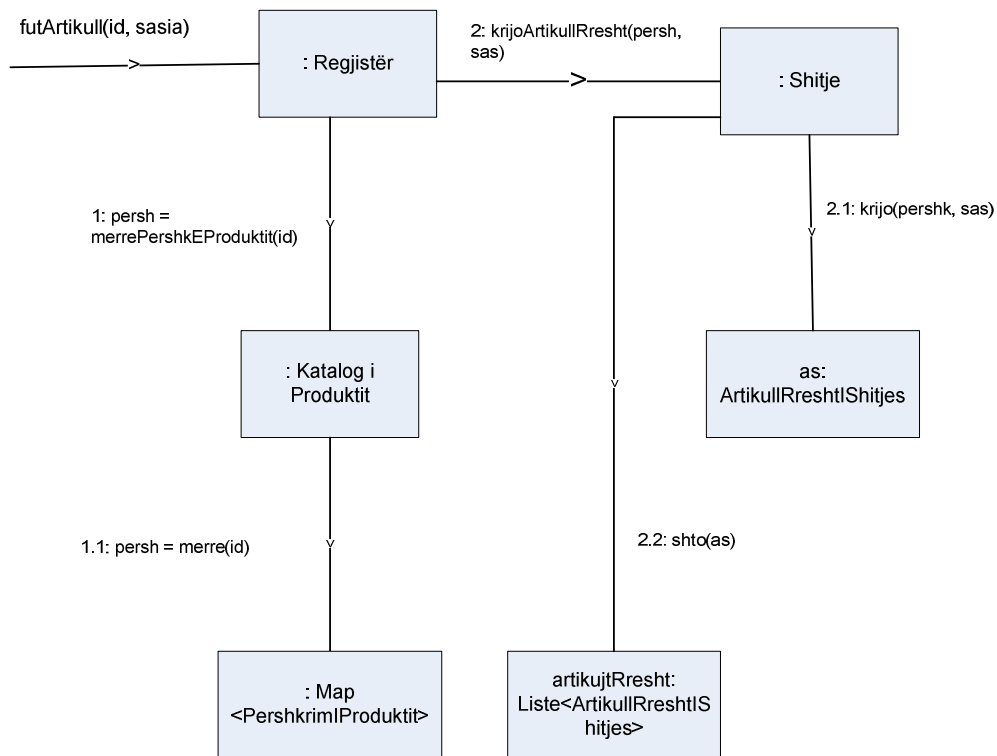 futArtikull(id, sasia)
: Regjistër
2: krijoArtikullRresht(persh,
sas)
: Shitje
1: persh =
merrePershkEProduktit(id)
2.1: krijo(pershk, sas)
: Katalog i
Produktit
as:
ArtikullRreshtIShitjes
1.1: persh = merre(id)
2.2: shto(as)
: Map
<PershkrimIProduktit>
artikujtRresht:
Liste<ArtikullRreshtIS
hitjes>